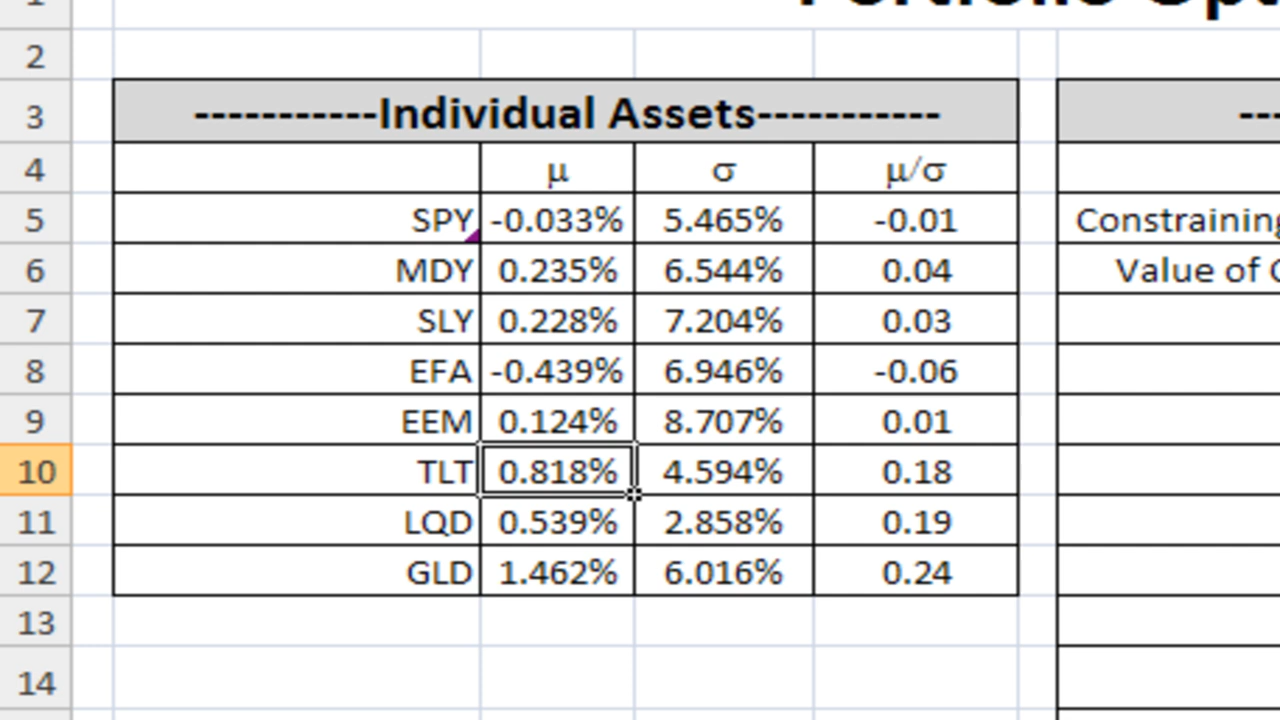 1
2
3 -----------Individual Assets----------- ---
4 μ σ μ/σ
5 SPY -0.033% 5.465% -0.01 Constraining
6 MDY 0.235% 6.544% 0.04 Value of
7 SLY 0.228% 7.204% 0.03
8 EFA -0.439% 6.946% -0.06
9 EEM 0.124% 8.707% 0.01
10 TLT 0.818% 4.594% 0.18
11 LQD 0.539% 2.858% 0.19
12 GLD 1.462% 6.016% 0.24
13
14